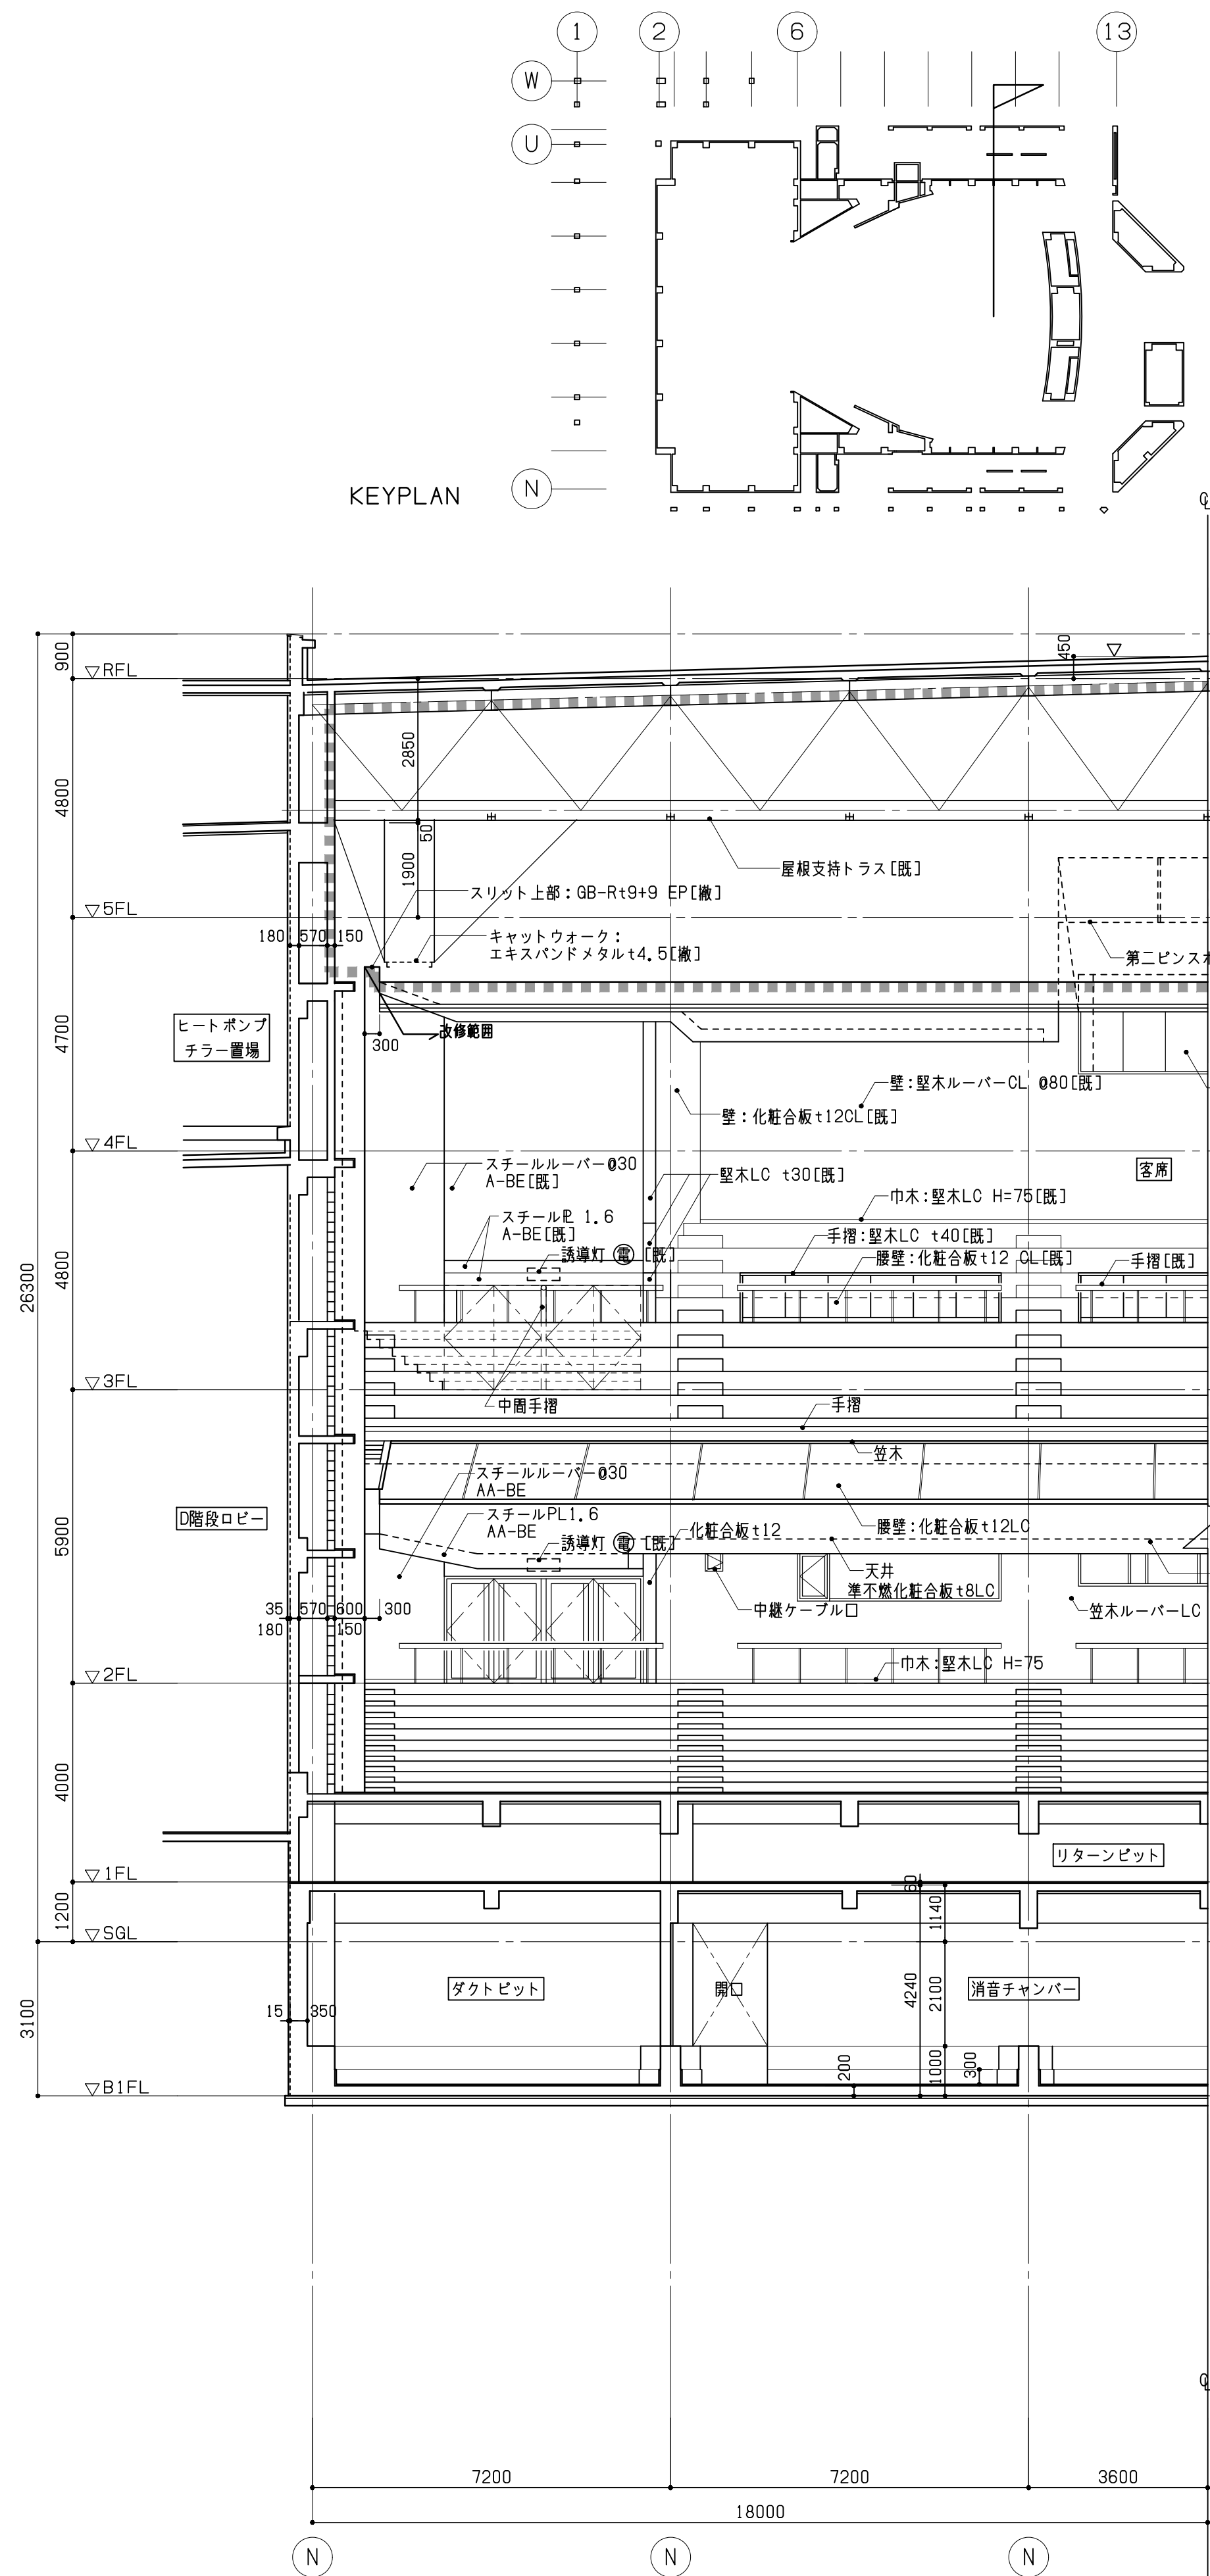 1
2
6
13
W
U
N
KEYPLAN
900
▽RFL
450
2850
4800
50
1900
屋根支持トラス[既]
スリット上部：GB-Rt9+9 EP[撤]
▽5FL
180
570
150
キャットウォーク：
エキスパンドメタルt4.5[撤]
第二ピンスポ
ヒートポンプ
チラー置場
4700
300
改修範囲
壁：堅木ルーバーCL @80[既]
壁：化粧合板t12CL[既]
▽4FL
スチールルーバー@30
A-BE[既]
堅木LC t30[既]
客席
巾木：堅木LC H=75[既]
スチール℄ 1.6
A-BE[既]
手摺：堅木LC t40[既]
誘導灯 電 [既]
腰壁：化粧合板t12 CL[既]
手摺[既]
4800
26300
▽3FL
中間手摺
手摺
笠木
スチールルーバー@30
AA-BE
D階段ロビー
スチールPL1.6
AA-BE
化粧合板t12
腰壁：化粧合板t12LC
誘導灯 電 [既]
5900
天井
準不燃化粧合板t8LC
中継ケーブル口
笠木ルーバーLC
35
570
600
300
180
150
巾木：堅木LC H=75
▽2FL
4000
リターンピット
▽1FL
60
1200
1140
▽SGL
ダクトピット
開口
消音チャンバー
4240
2100
15
350
3100
200
1000
300
▽B1FL
7200
7200
3600
18000
N
N
N